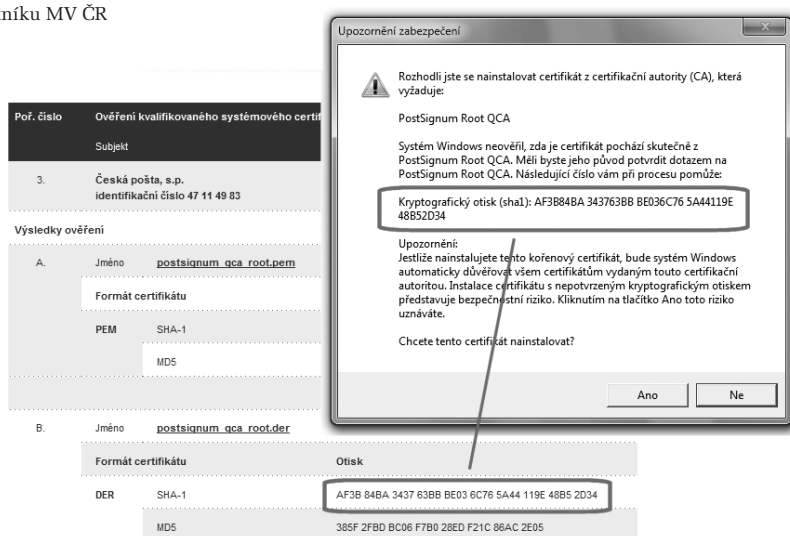 níku MV ČR
Upozornění zabezpečení
Rozhodli jste se nainstalovat certifikát z certifikační autority (CA), která
vyžaduje:
PostSignum Root QCA
Systém Windows neověřil, zda je certifikát pochází skutečně z
PostSignum Root QCA. Měli byste jeho původ potvrdit dotazem na
PostSignum Root QCA. Následující číslo vám při procesu pomůže:
Kryptografický otisk (sha1): AF3B84BA 343763BB BE036C76 5A44119E
48B52D34
Upozornění:
Jestliže nainstalujete tento kořenový certifikát, bude systém Windows
automaticky důvěřovat všem certifikátům vydaným touto certifikační
autoritou. Instalace certifikátu s nepotvrzeným kryptografickým otiskem
představuje bezpečnostní riziko. Kliknutím na tlačítko Ano toto riziko
uznáváte.
Chcete tento certifikát nainstalovat?
Ano Ne
Poř. číslo Ověření kvalifikovaného systémového certif
Subjekt
3. Česká pošta, s.p.
identifikační číslo 47 11 49 83
Výsledky ověření
A. Jméno postsignum_qca_root.pem
Formát certifikátu
PEM SHA-1
MD5
B. Jméno postsignum_qca_root.der
Formát certifikátu Otisk
DER SHA-1 AF3B 84BA 3437 63BB BE03 6C76 5A44 119E 48B5 2D34
MD5 385F 2FBD BC06 F7B0 28ED F21C 86AC 2E05